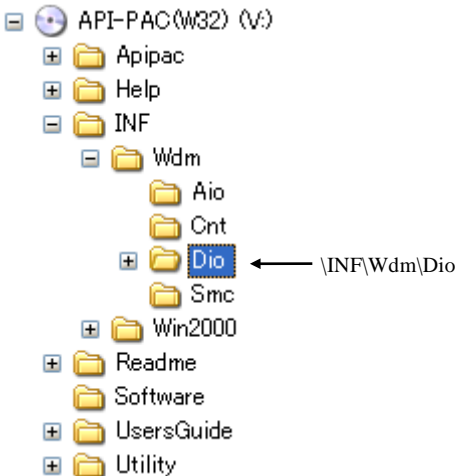 API-PAC(W32) (V:)
Apipac
Help
INF
Wdm
Aio
Cnt
Dio \INF\Wdm\Dio
Smc
Win2000
Readme
Software
UsersGuide
Utility